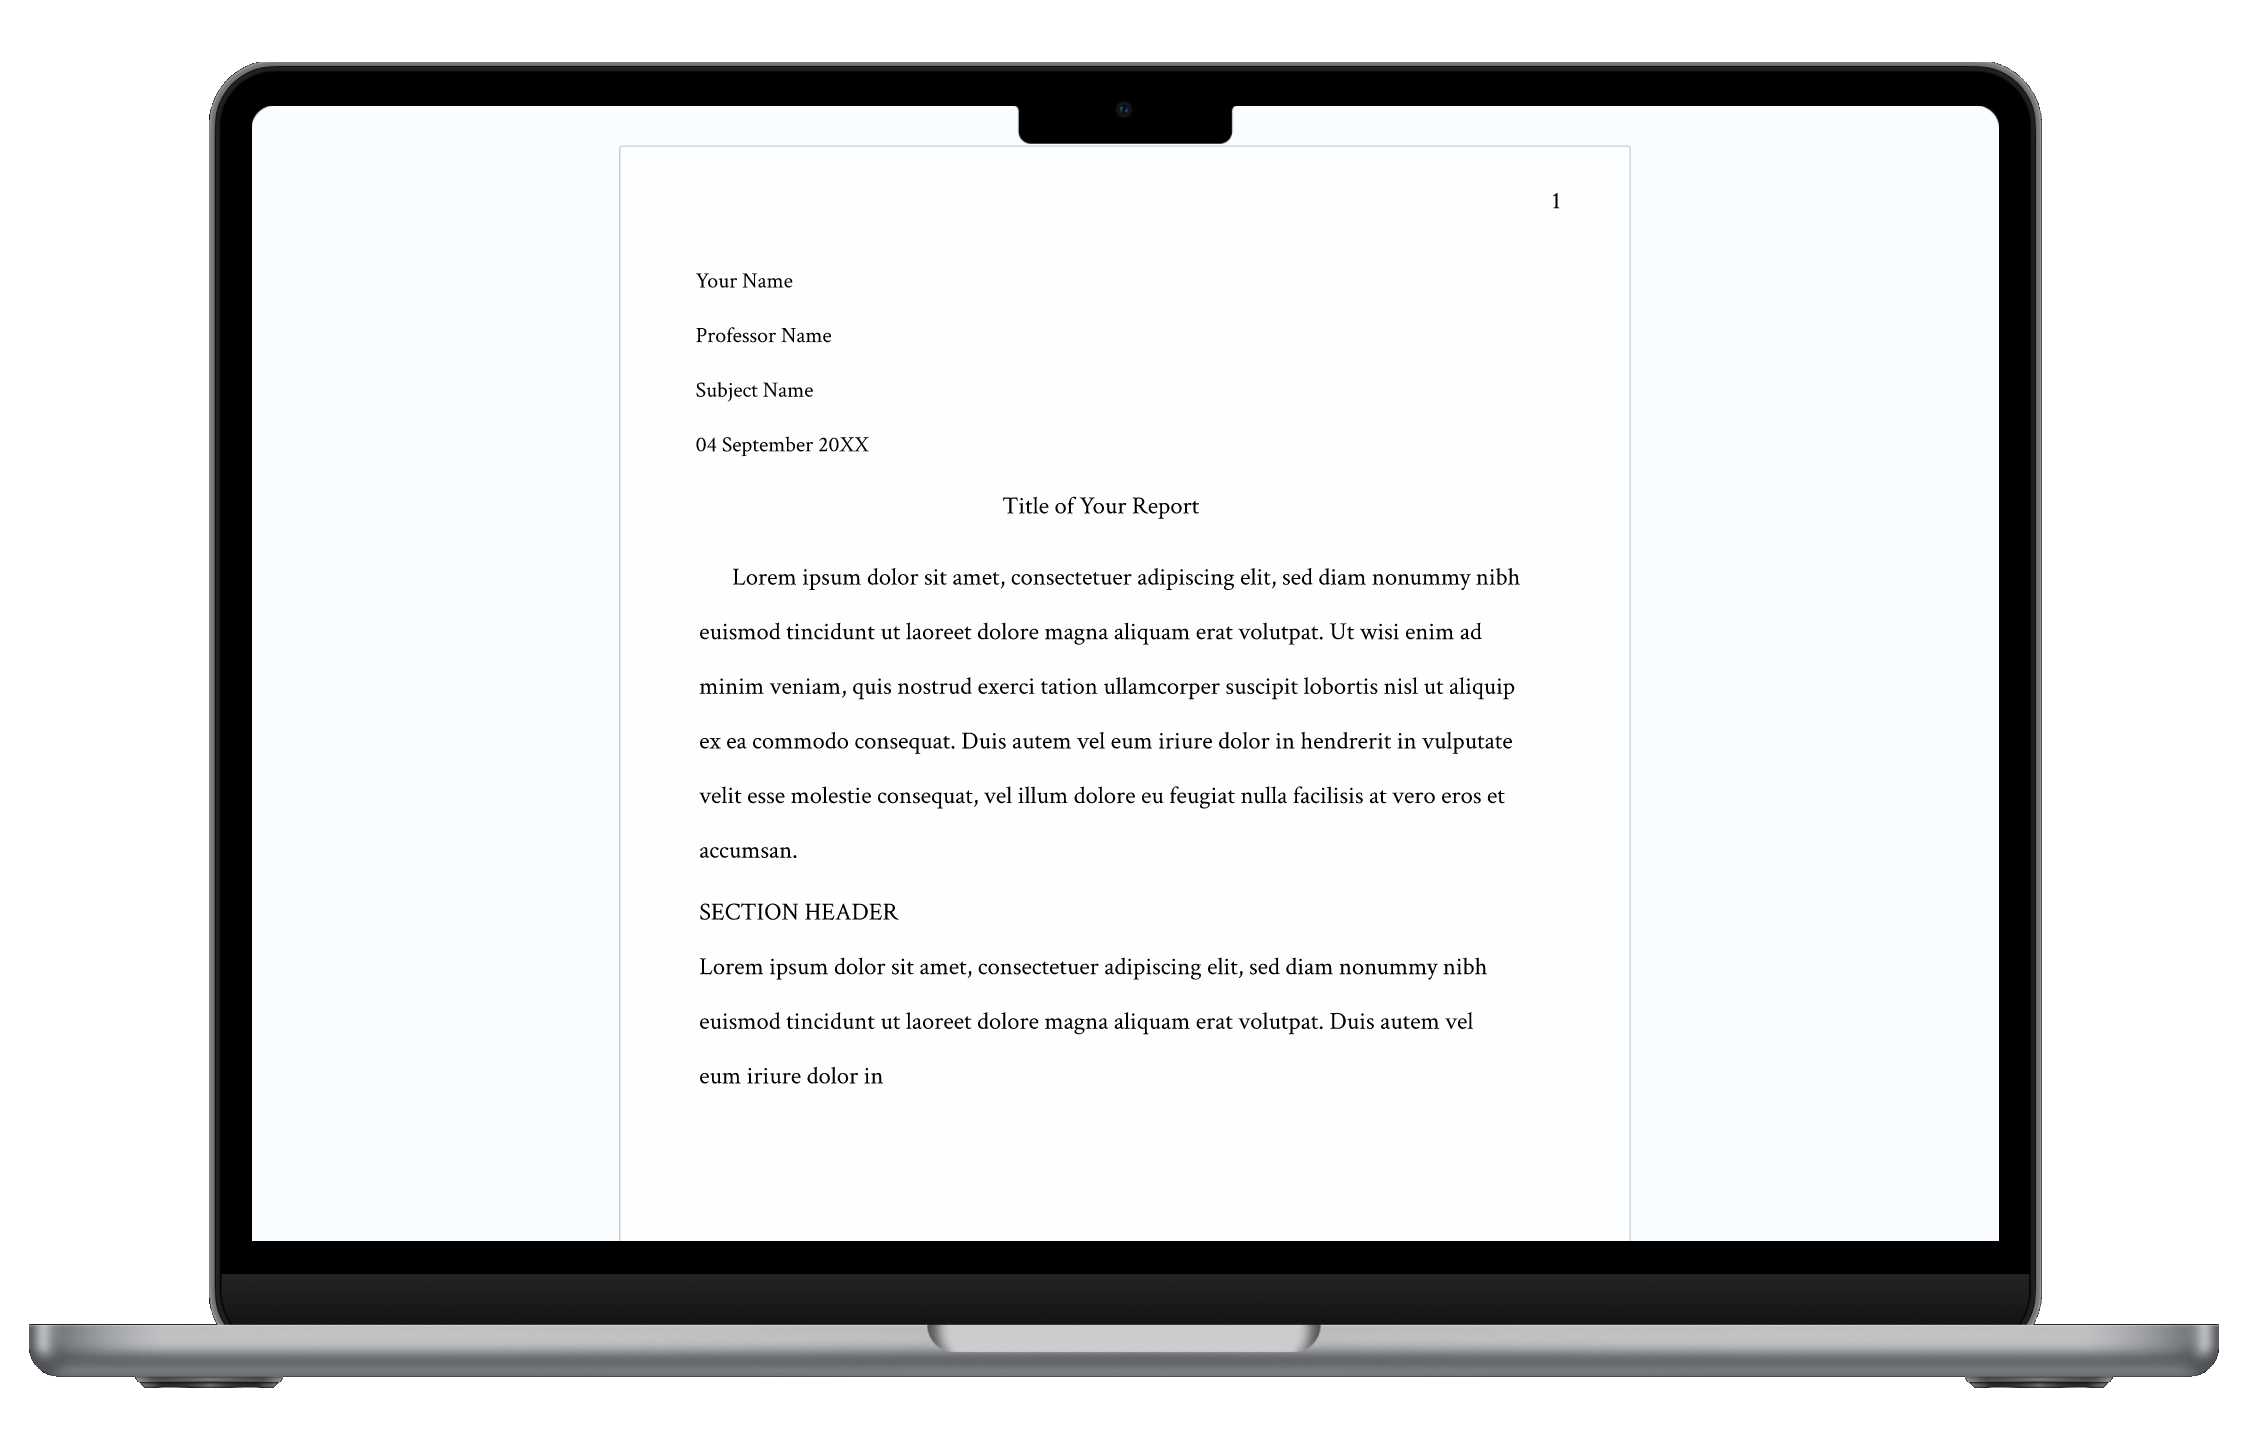 1
Your Name
Professor Name
Subject Name
04 September 20XX
Title of Your Report
Lorem ipsum dolor sit amet, consectetuer adipiscing elit, sed diam nonummy nibh
euismod tincidunt ut laoreet dolore magna aliquam erat volutpat. Ut wisi enim ad
minim veniam, quis nostrud exerci tation ullamcorper suscipit lobortis nisl ut aliquip
ex ea commodo consequat. Duis autem vel eum iriure dolor in hendrerit in vulputate
velit esse molestie consequat, vel illum dolore eu feugiat nulla facilisis at vero eros et
accumsan.
SECTION HEADER
Lorem ipsum dolor sit amet, consectetuer adipiscing elit, sed diam nonummy nibh
euismod tincidunt ut laoreet dolore magna aliquam erat volutpat. Duis autem vel
eum iriure dolor in